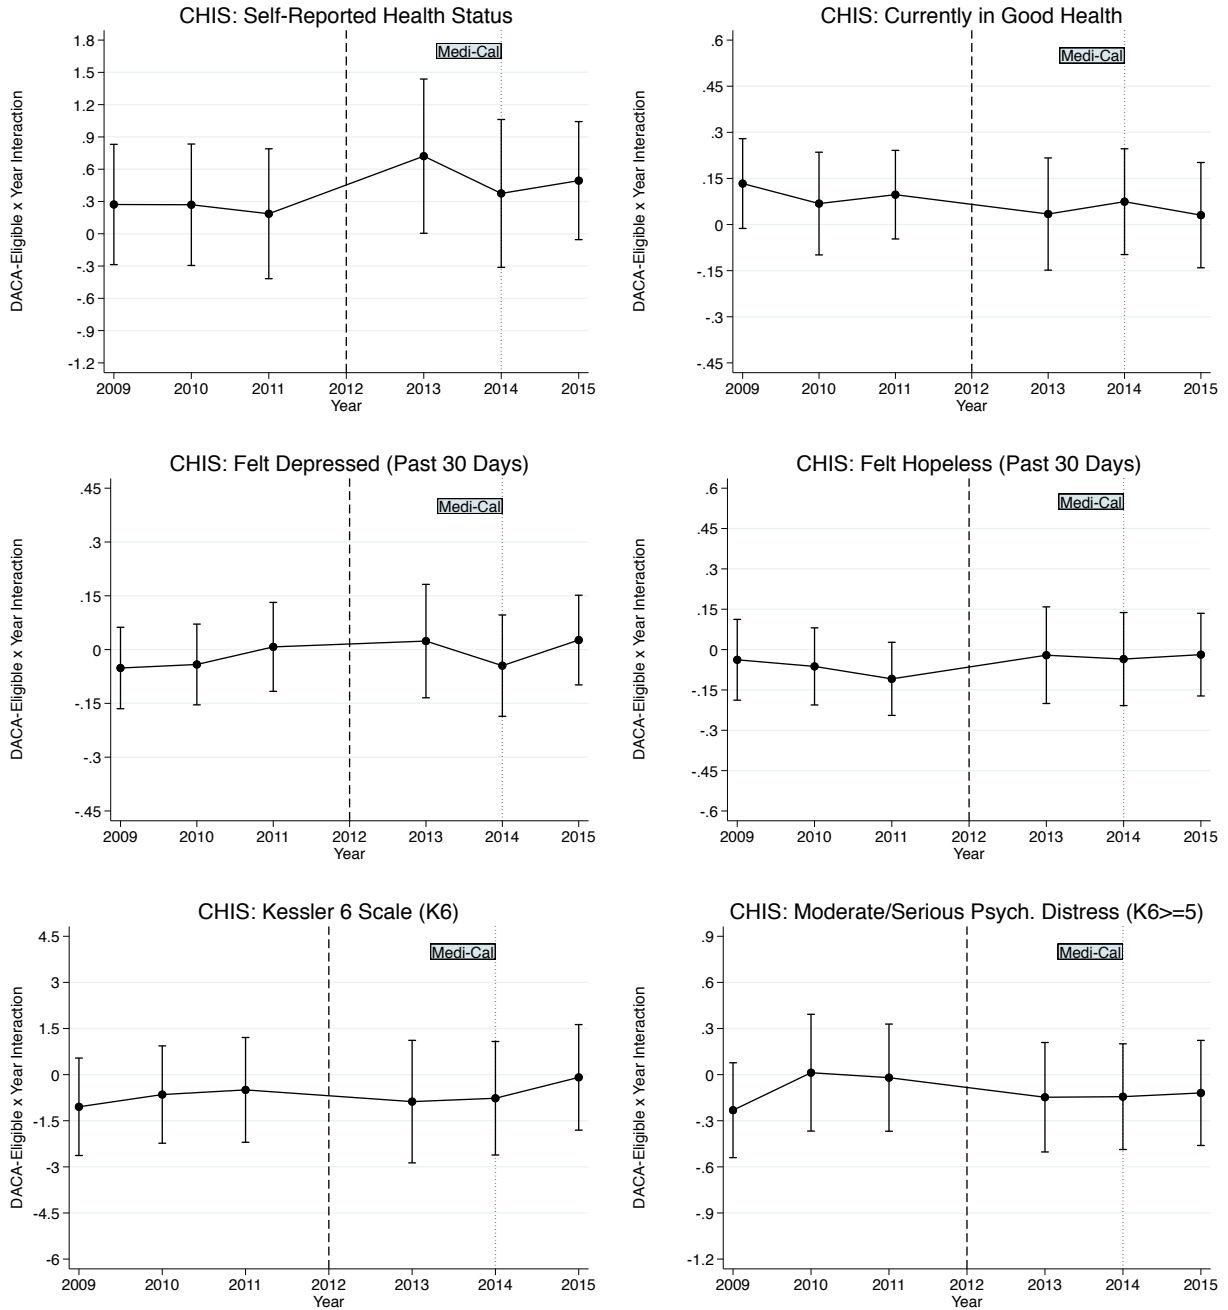 CHIS: Self-Reported Health Status
DACA-Eligible x Year Interaction
1.8
1.5
1.2
.9
.6
.3
0
-.3
-.6
-.9
-1.2
Medi-Cal
2009 2010 2011 2012 2013 2014 2015
Year
CHIS: Currently in Good Health
DACA-Eligible x Year Interaction
.6
.45
.3
.15
0
-.15
-.3
-.45
Medi-Cal
2009 2010 2011 2012 2013 2014 2015
Year
CHIS: Felt Depressed (Past 30 Days)
DACA-Eligible x Year Interaction
.45
.3
.15
0
-.15
-.3
-.45
Medi-Cal
2009 2010 2011 2012 2013 2014 2015
Year
CHIS: Felt Hopeless (Past 30 Days)
DACA-Eligible x Year Interaction
.6
.45
.3
.15
0
-.15
-.3
-.45
-.6
Medi-Cal
2009 2010 2011 2012 2013 2014 2015
Year
CHIS: Kessler 6 Scale (K6)
DACA-Eligible x Year Interaction
4.5
3
1.5
0
-1.5
-3
-4.5
-6
Medi-Cal
2009 2010 2011 2012 2013 2014 2015
Year
CHIS: Moderate/Serious Psych. Distress (K6>=5)
DACA-Eligible x Year Interaction
.9
.6
.3
0
-.3
-.6
-.9
-1.2
Medi-Cal
2009 2010 2011 2012 2013 2014 2015
Year